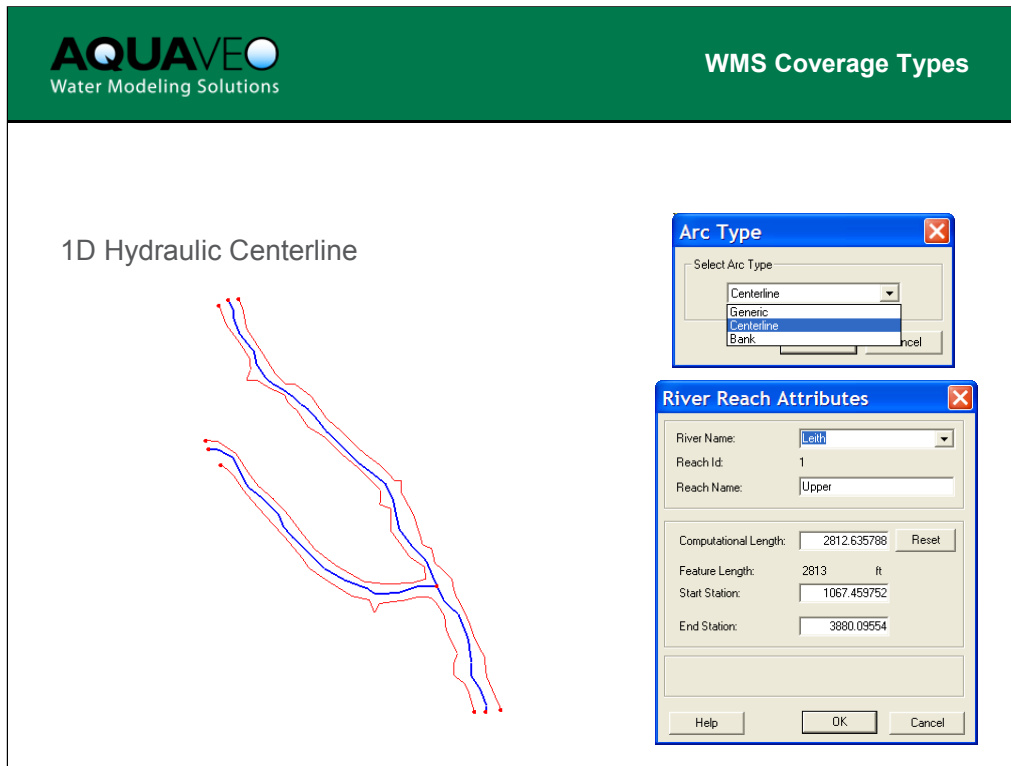 AQUAVEO
Water Modeling Solutions
WMS Coverage Types
1D Hydraulic Centerline
Arc Type
Select Arc Type
Centerline
Generic
Centerline
Bank
ncel
River Reach Attributes
River Name: Leith
Reach Id: 1
Reach Name: Upper
Computational Length: 2812.635788 Reset
Feature Length: 2813 ft
Start Station: 1067.459752
End Station: 3880.09554
Help OK Cancel